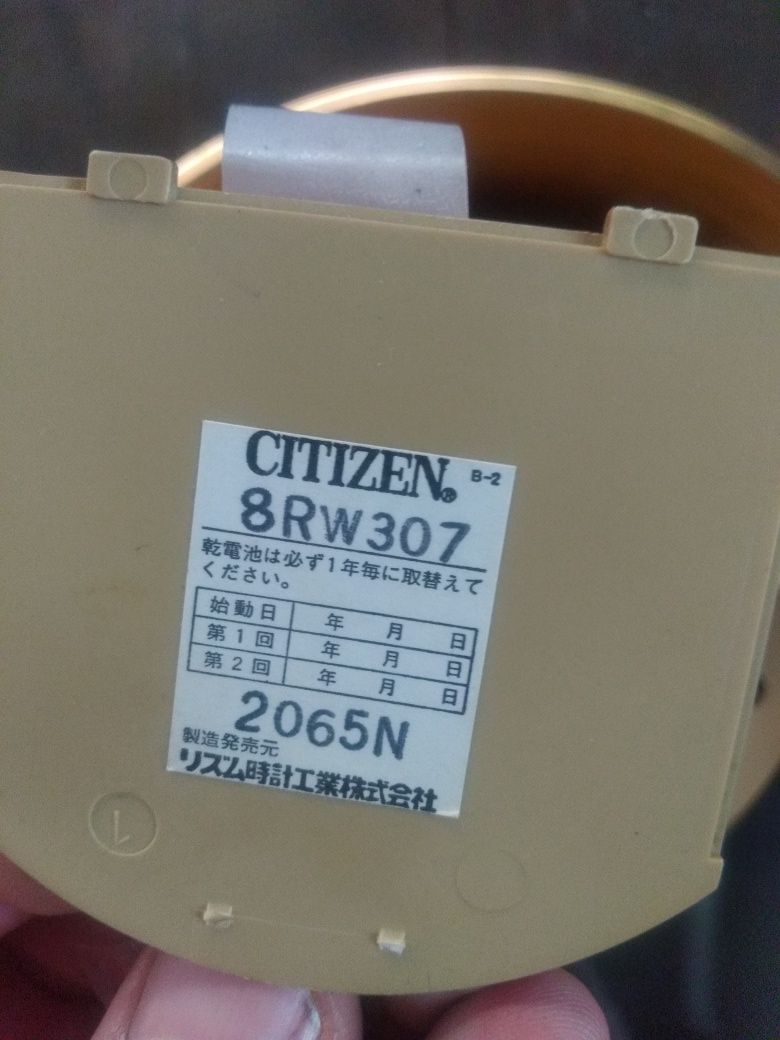 CITIZEN® B-2
8RW307
乾電池は必ず1年毎に取替えて
ください。
始動日 年 月 日
第1回 年 月 日
第2回 年 月 日
2065N
製造発売元
リズム時計工業株式会社
1